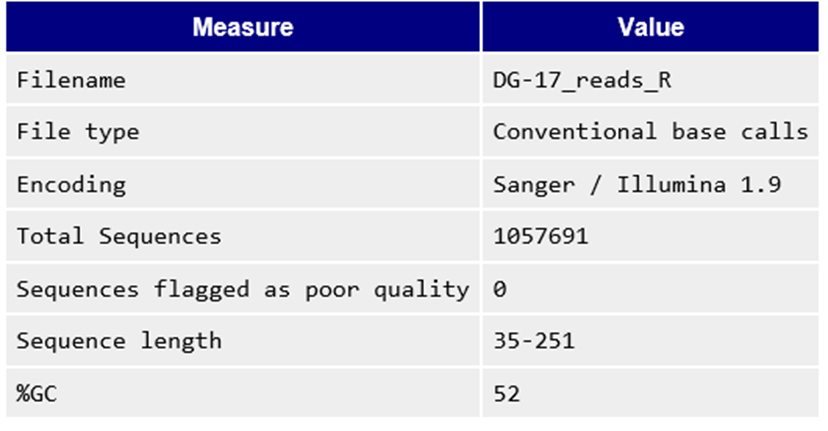 Measure Value
Filename DG-17_reads_R
File type Conventional base calls
Encoding Sanger / Illumina 1.9
Total Sequences 1057691
Sequences flagged as poor quality 0
Sequence length 35-251
%GC 52